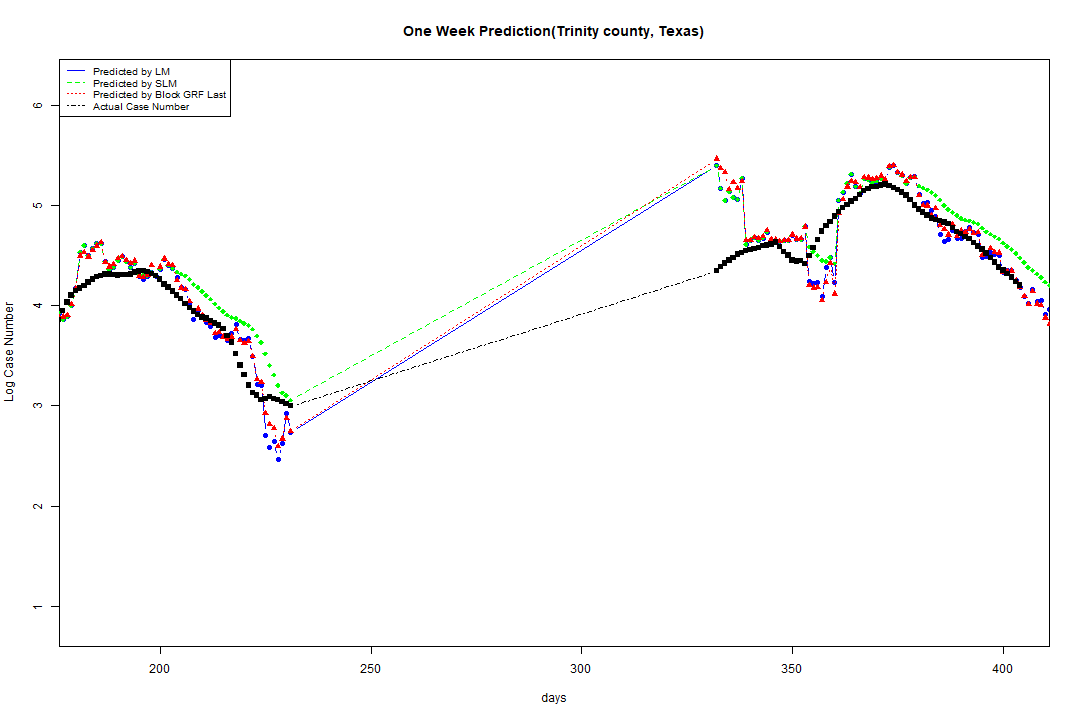 One Week Prediction(Trinity county, Texas)
Predicted by LM
Predicted by SLM
Predicted by Block GRF Last
Actual Case Number
6
5
4
3
2
1
Log Case Number
200
250
300
350
400
days